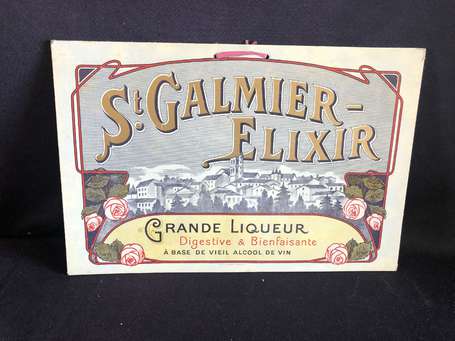 St. GALMIER-
ELIXIR
GRANDE LIQUEUR
Digestive & Bienfaisante
À BASE DE VIEIL ALCOOL DE VIN